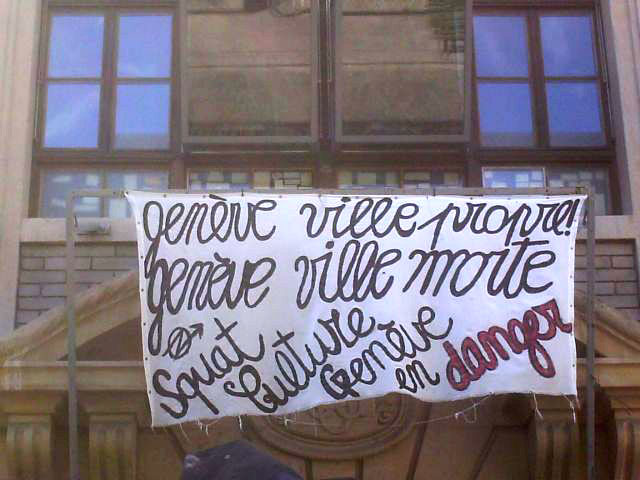 genève ville propre!
genève ville morte
Squat Culture Genève en danger